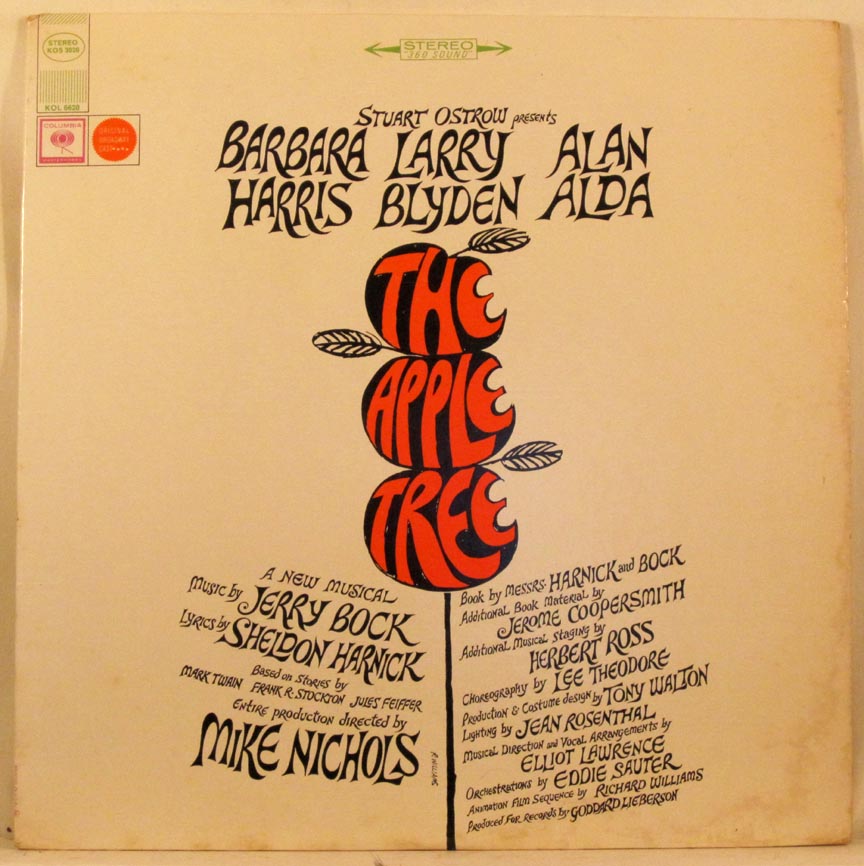 STEREO
KOS 3020
KOL 6620
COLUMBIA
MASTERWORKS
ORIGINAL
BROADWAY
CAST
STEREO
"360 SOUND"
STUART OSTROW presents
BARBARA LARRY ALAN
HARRIS BLYDEN ALDA
THE
APPLE
TREE
A NEW MUSICAL
MUSIC by JERRY BOCK
LYRICS by SHELDON HARNICK
Based on Stories by
MARK TWAIN FRANK R. STOCKTON JULES FEIFFER
ENTIRE PRODUCTION DIRECTED by
MIKE NICHOLS
R. WILLIAMS
Book by MESSRS. HARNICK and BOCK
Additional Book Material by
JEROME COOPERSMITH
Additional Musical Staging by
HERBERT ROSS
Choreography by LEE THEODORE
Production & Costume design by TONY WALTON
Lighting by JEAN ROSENTHAL
Musical Direction and Vocal Arrangements by
ELLIOT LAWRENCE
Orchestrations by EDDIE SAUTER
Animation Film Sequence by RICHARD WILLIAMS
Produced For Records by GODDARD LIEBERSON